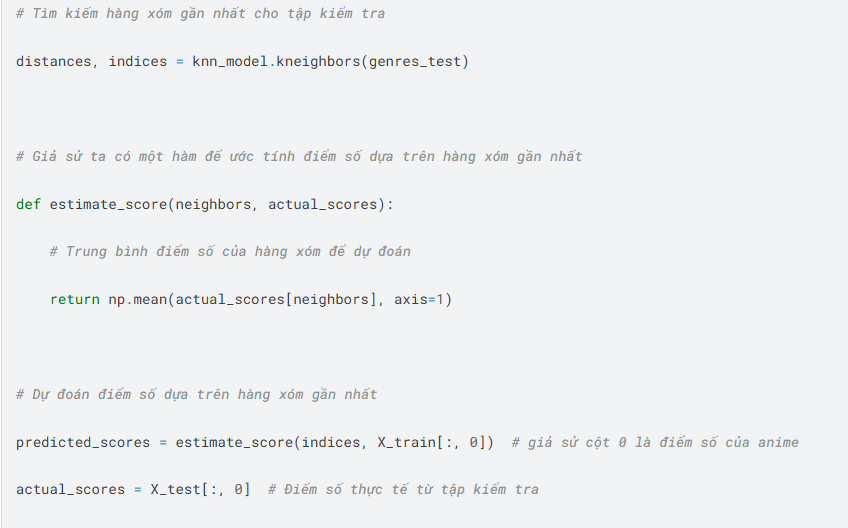 # Tìm kiếm hàng xóm gần nhất cho tập kiểm tra
distances, indices = knn_model.kneighbors(genres_test)
# Giả sử ta có một hàm để ước tính điểm số dựa trên hàng xóm gần nhất
def estimate_score(neighbors, actual_scores):
    # Trung bình điểm số của hàng xóm để dự đoán
    return np.mean(actual_scores[neighbors], axis=1)
# Dự đoán điểm số dựa trên hàng xóm gần nhất
predicted_scores = estimate_score(indices, X_train[:, 0])  # giả sử cột 0 là điểm số của anime
actual_scores = X_test[:, 0]  # Điểm số thực tế từ tập kiểm tra